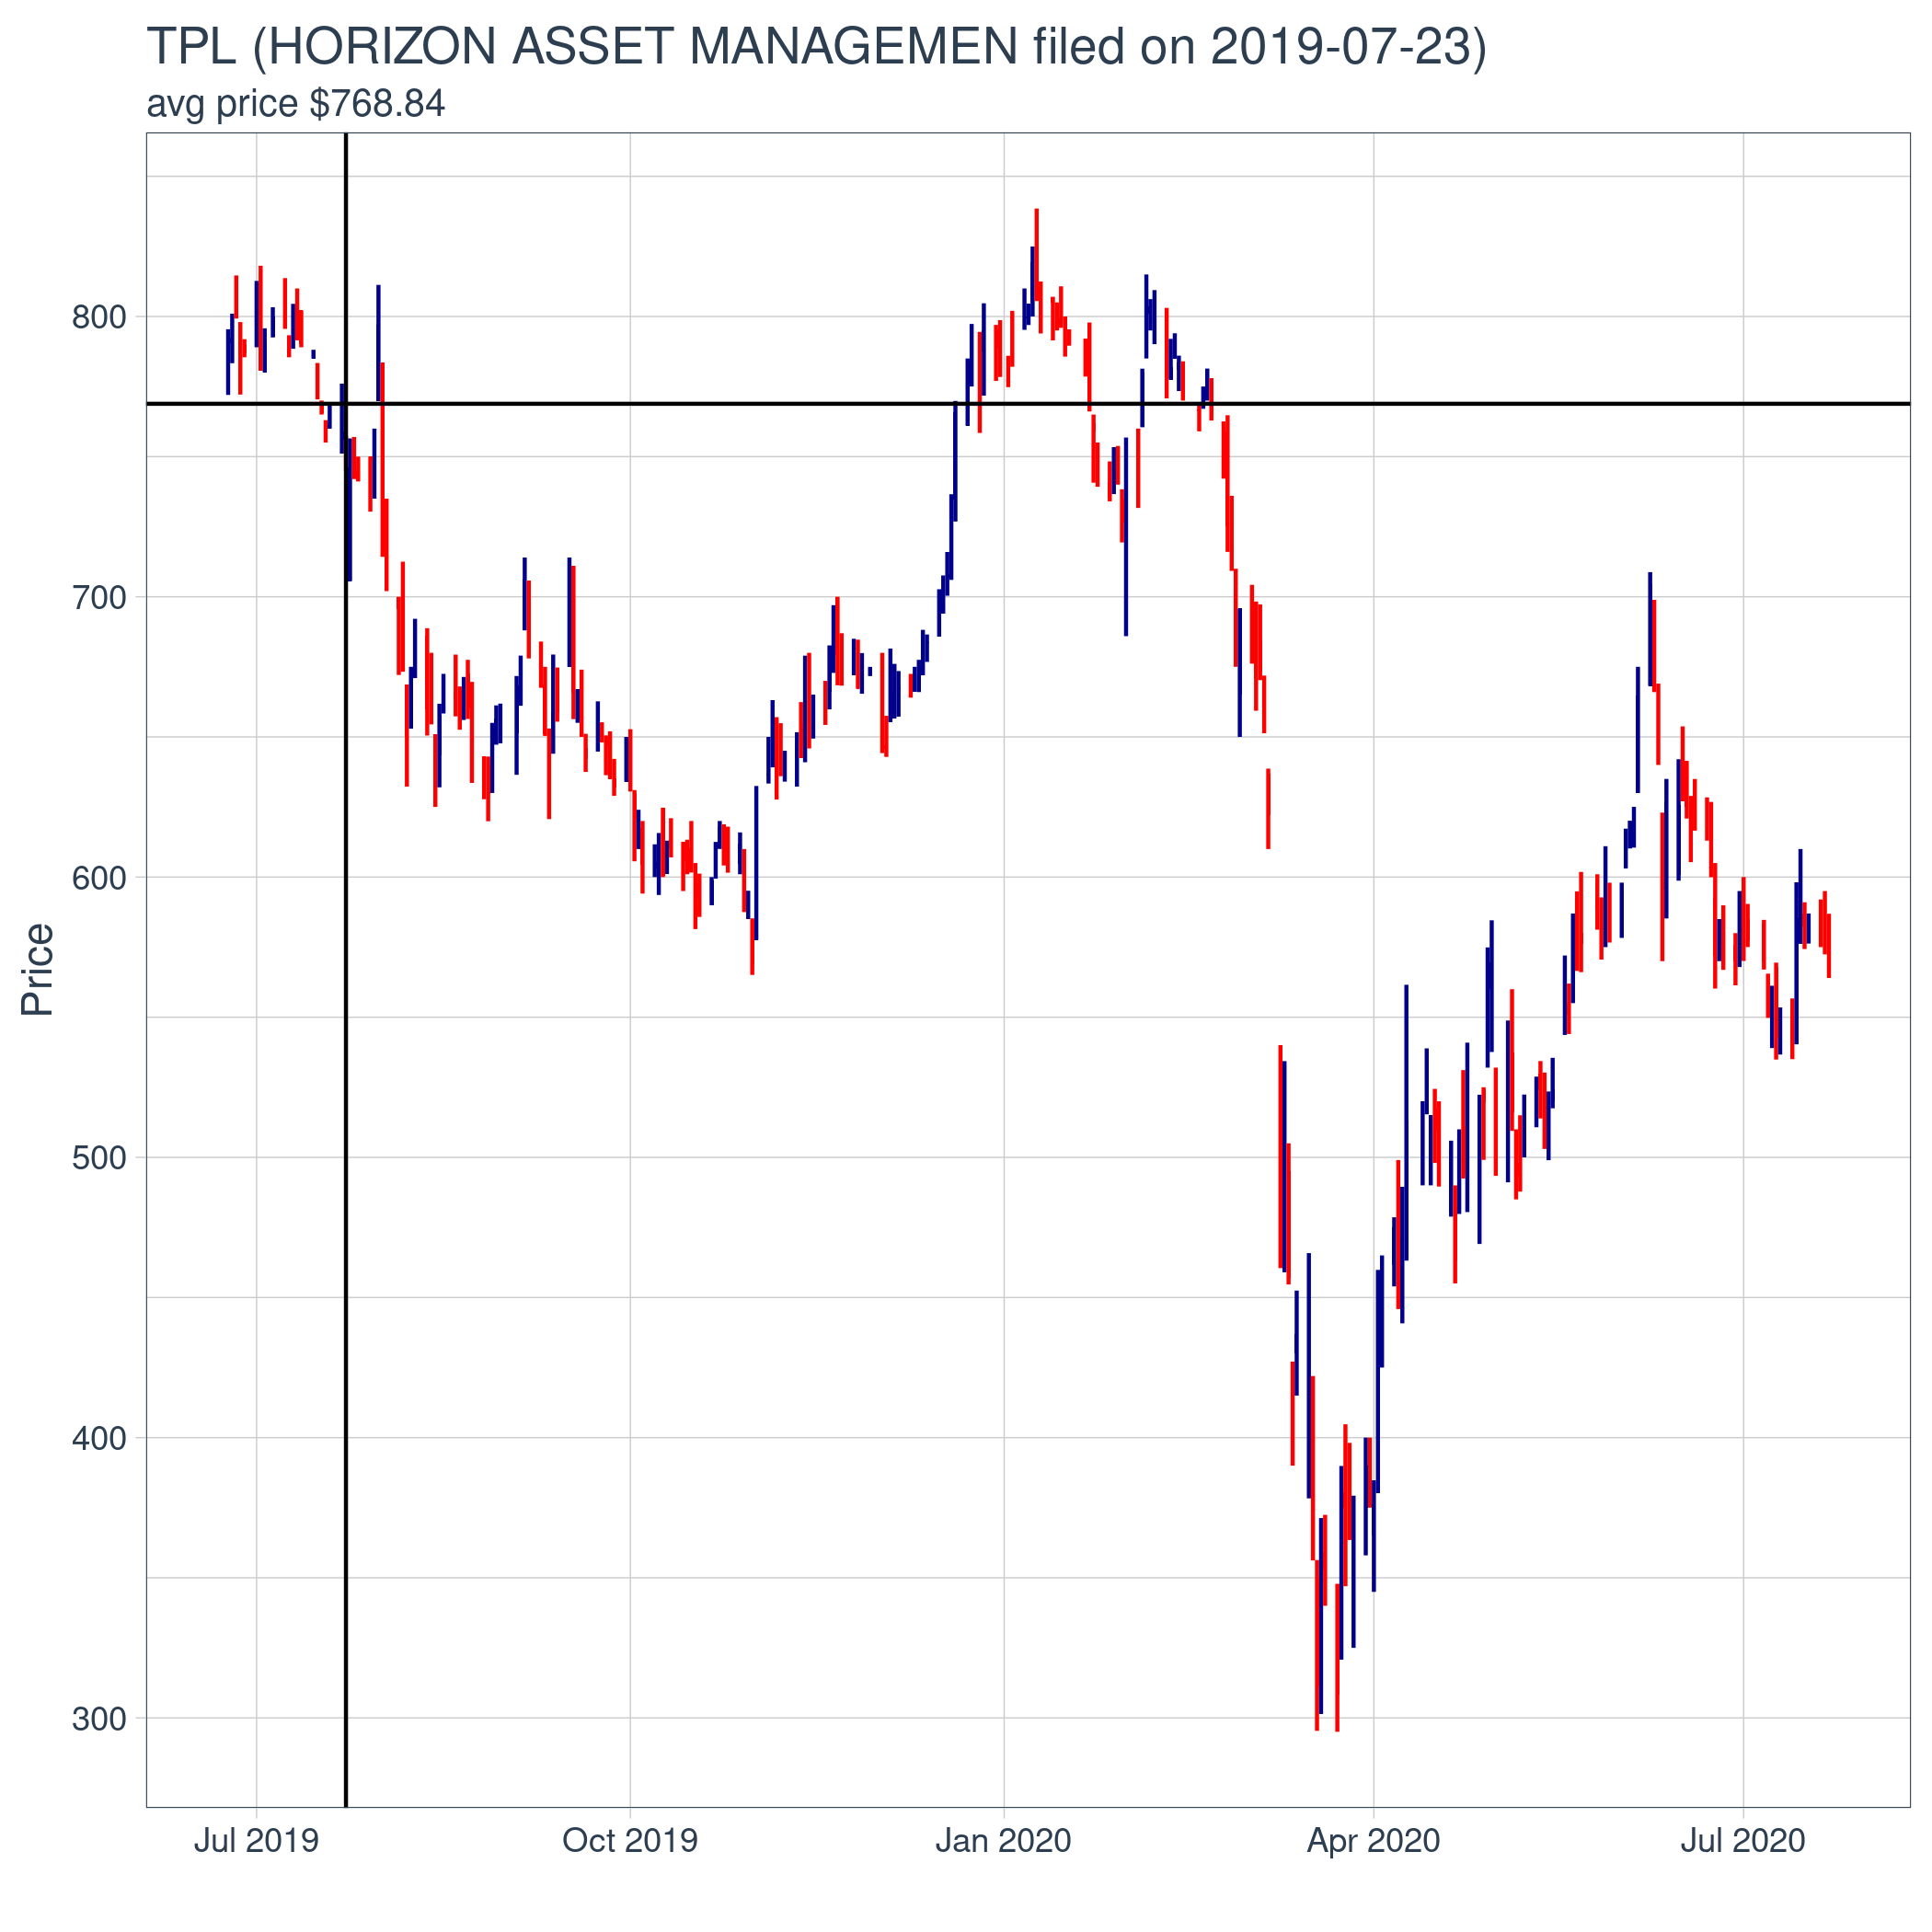 TPL (HORIZON ASSET MANAGEMEN filed on 2019-07-23)
avg price $768.84
Price
800
700
600
500
400
300
Jul 2019
Oct 2019
Jan 2020
Apr 2020
Jul 2020